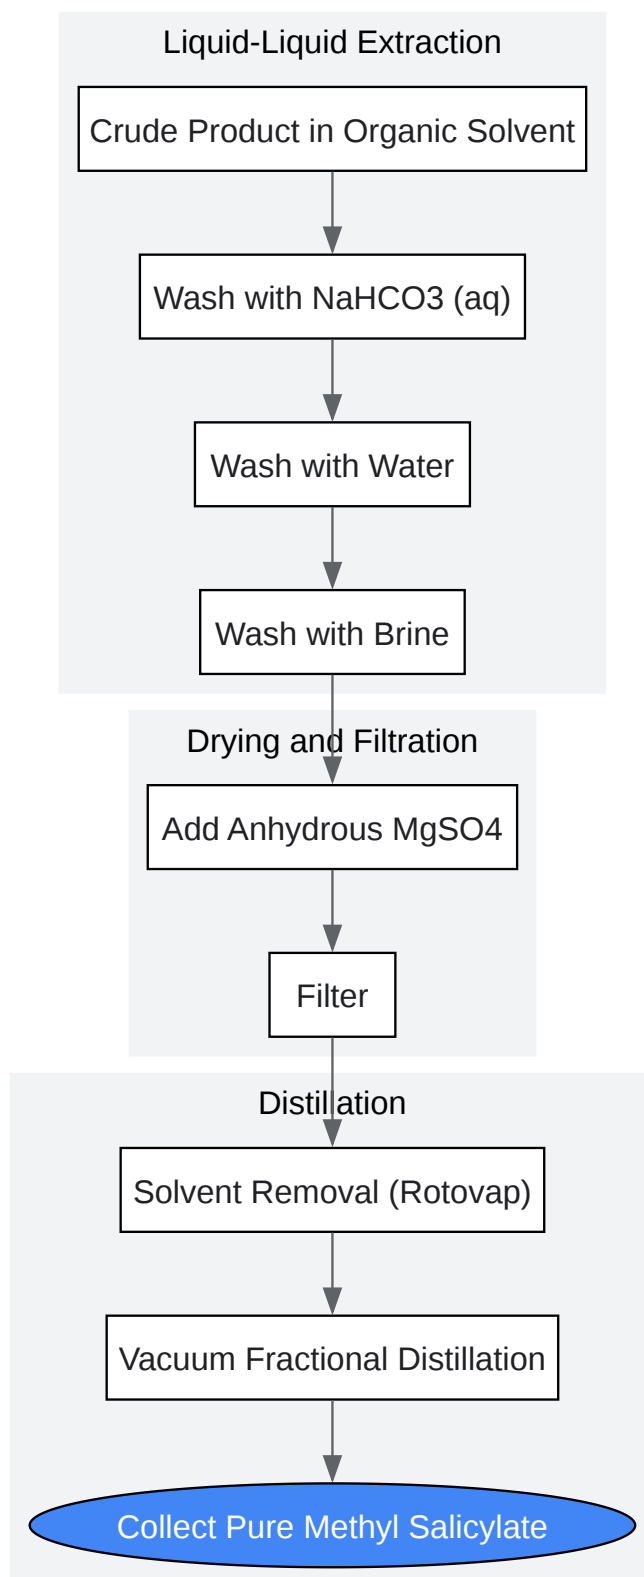 Liquid-Liquid Extraction
Crude Product in Organic Solvent
Wash with NaHCO3 (aq)
Wash with Water
Wash with Brine
Drying and Filtration
Add Anhydrous MgSO4
Filter
Distillation
Solvent Removal (Rotovap)
Vacuum Fractional Distillation
Collect Pure Methyl Salicylate